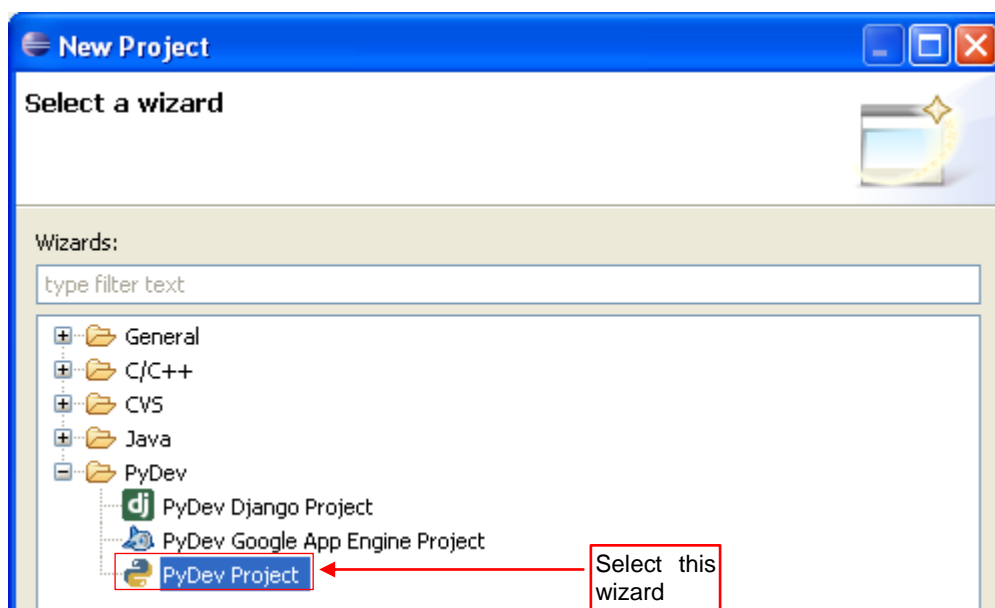 New Project
Select a wizard
Wizards:
type filter text
General
C/C++
CVS
Java
PyDev
dj PyDev Django Project
PyDev Google App Engine Project
PyDev Project
Select this
wizard